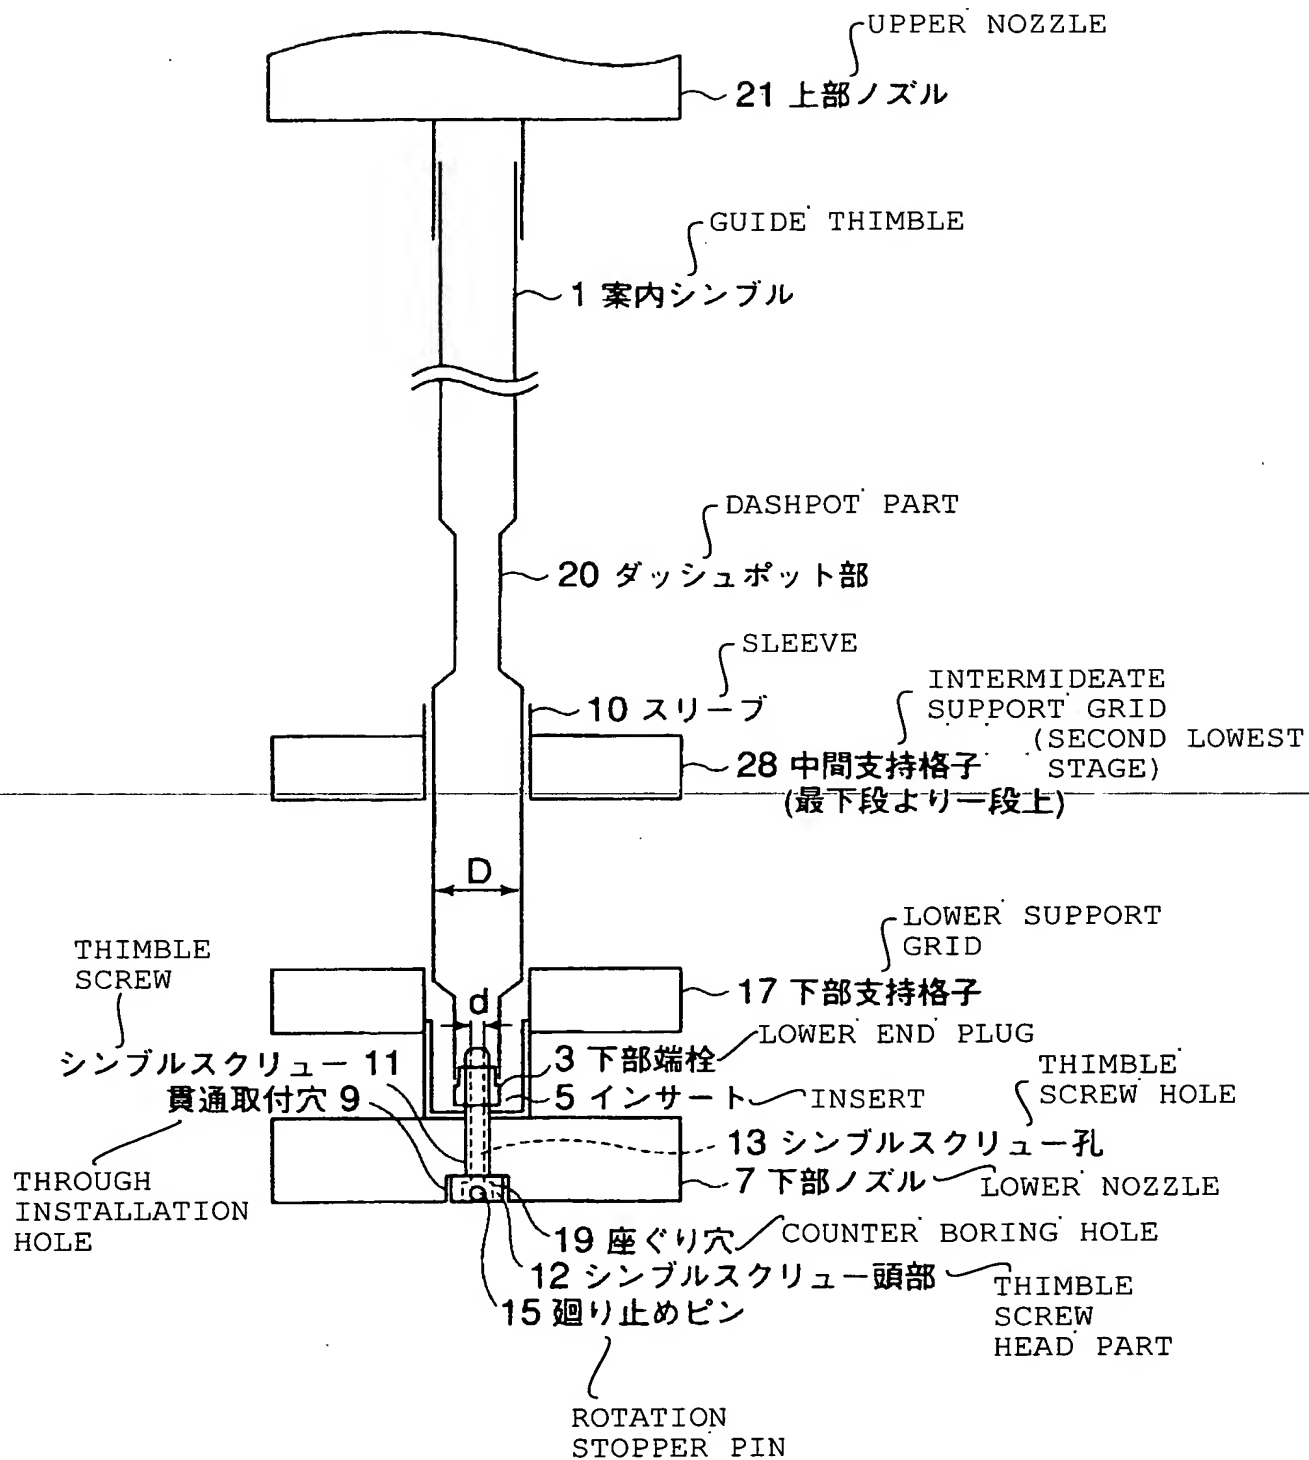 UPPER NOZZLE
21 上部ノズル
GUIDE THIMBLE
1 案内シンブル
DASHPOT PART
20 ダッシュポット部
SLEEVE
10 スリーブ
INTERMIDEATE
SUPPORT GRID
(SECOND LOWEST
STAGE)
28 中間支持格子
(最下段より一段上)
D
LOWER SUPPORT
GRID
17 下部支持格子
d
THIMBLE
SCREW
シンブルスクリュー 11
3 下部端栓
LOWER END PLUG
貫通取付穴 9
5 インサート
INSERT
THIMBLE
SCREW HOLE
13 シンブルスクリュー孔
7 下部ノズル
LOWER NOZZLE
THROUGH
INSTALLATION
HOLE
19 座ぐり穴
COUNTER BORING HOLE
12 シンブルスクリュー頭部
THIMBLE
SCREW
HEAD PART
15 廻り止めピン
ROTATION
STOPPER PIN